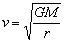 v = √(GM/r)